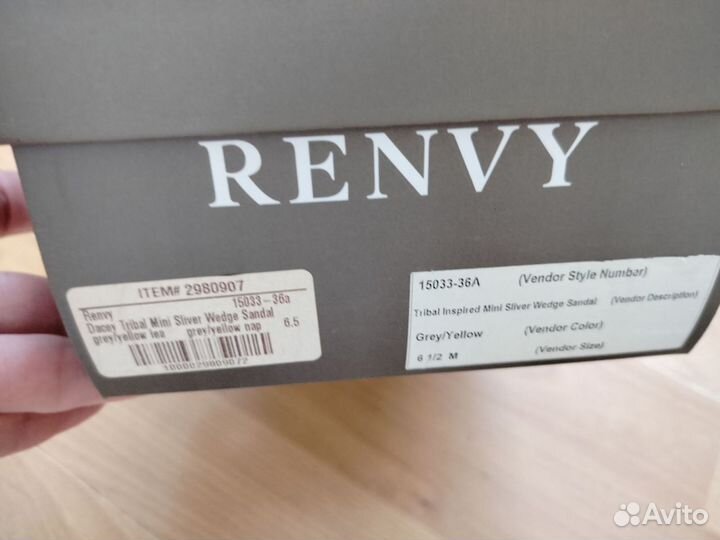 RENVY
ITEM# 2980907
Renvy 15033-36a
Dacey Tribal Mini Sliver Wedge Sandal
grey/yellow lea grey/yellow nap 6.5
1000029809072
15033-36A (Vendor Style Number)
Tribal Inspired Mini Sliver Wedge Sandal (Vendor Description)
Grey/Yellow (Vendor Color)
6 1/2 M (Vendor Size)
Avito